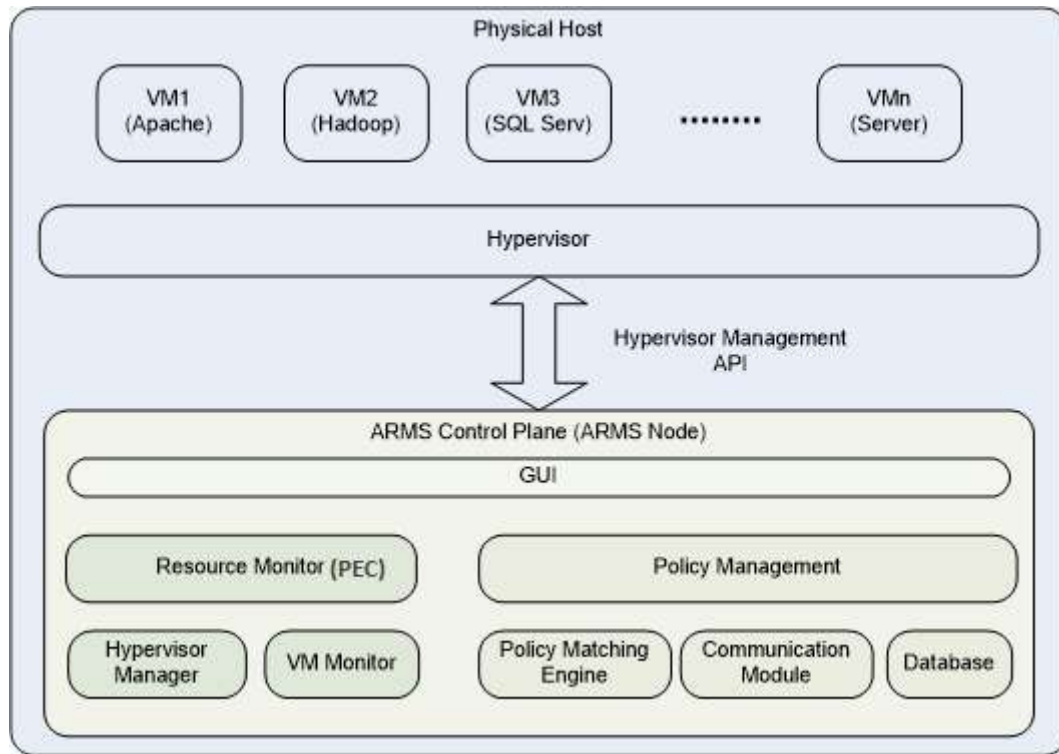 Physical Host
VM1
(Apache)
VM2
(Hadoop)
VM3
(SQL Serv)
........
VMn
(Server)
Hypervisor
Hypervisor Management
API
ARMS Control Plane (ARMS Node)
GUI
Resource Monitor (PEC)
Policy Management
Hypervisor
Manager
VM Monitor
Policy Matching
Engine
Communication
Module
Database